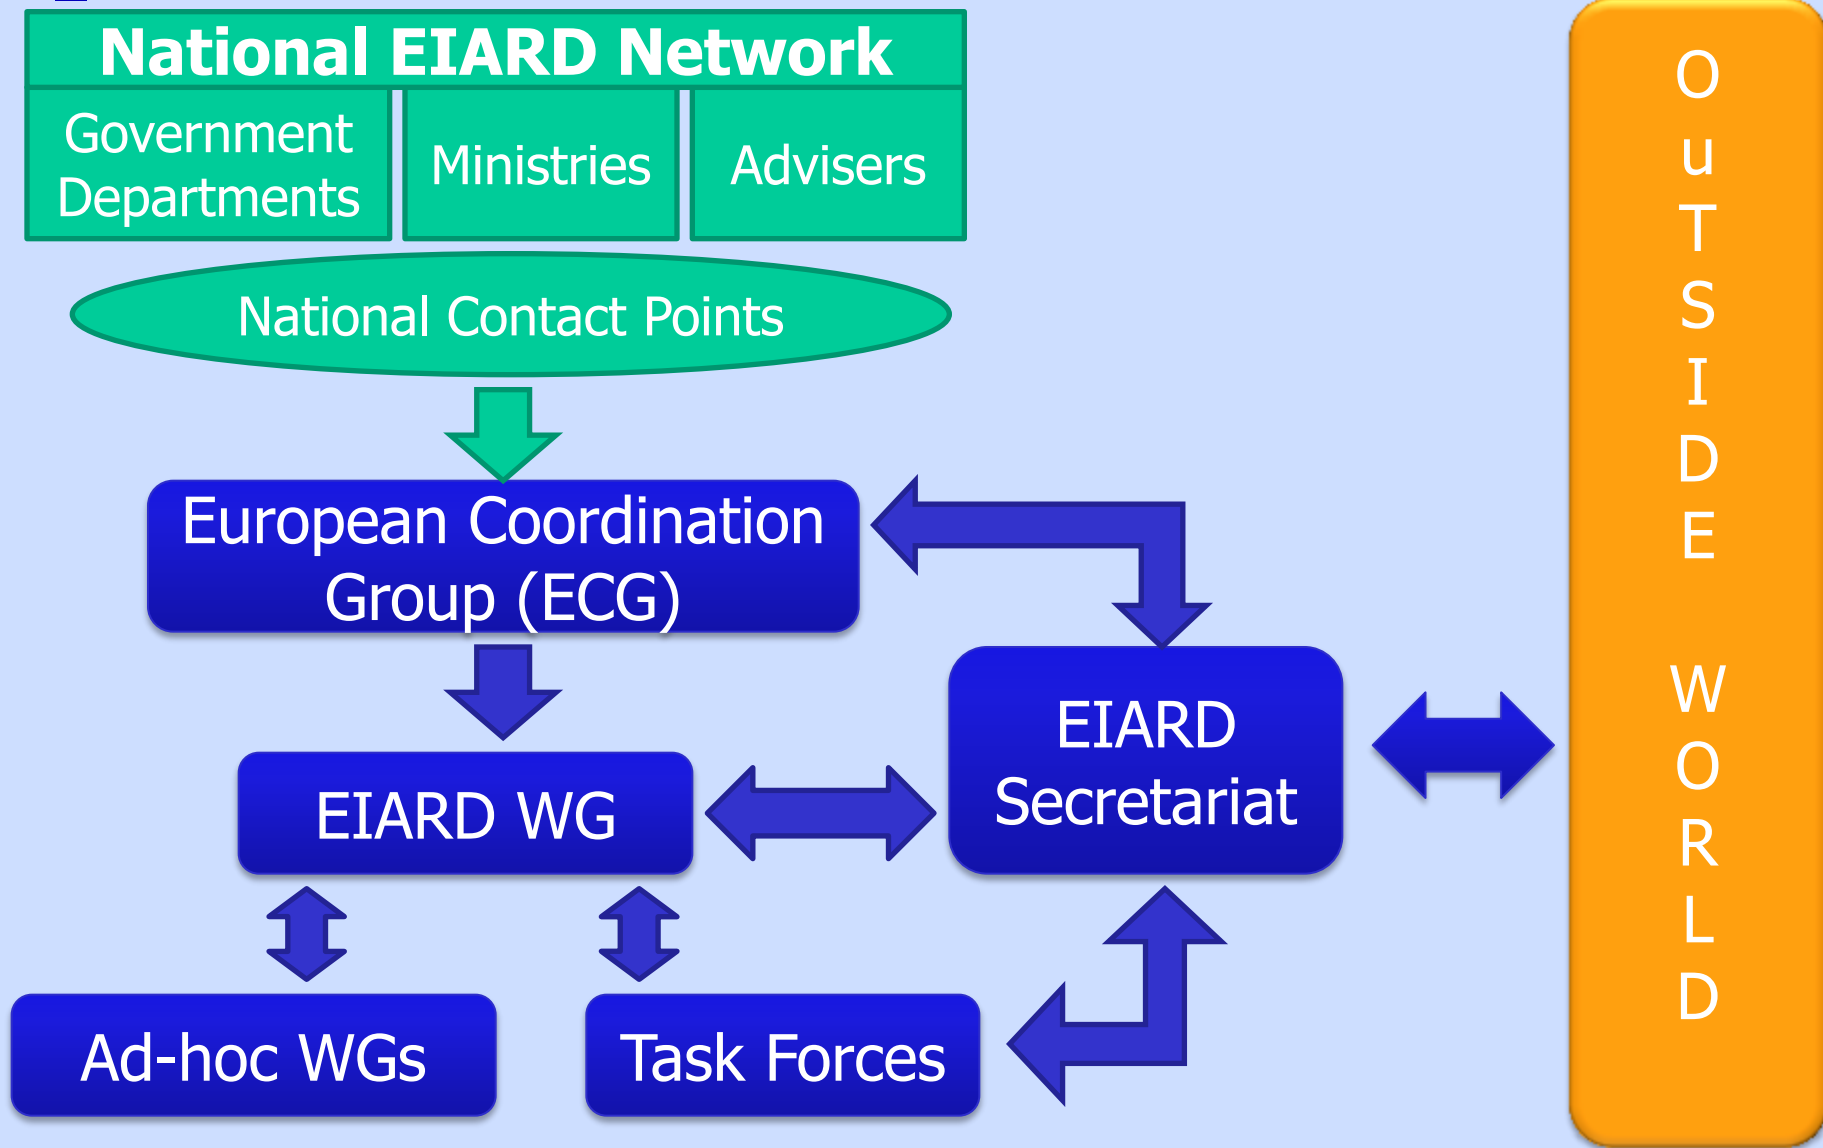 National EIARD Network
Government
Departments
Ministries
Advisers
National Contact Points
European Coordination
Group (ECG)
EIARD
Secretariat
EIARD WG
Ad-hoc WGs
Task Forces
O
u
T
S
I
D
E
W
O
R
L
D